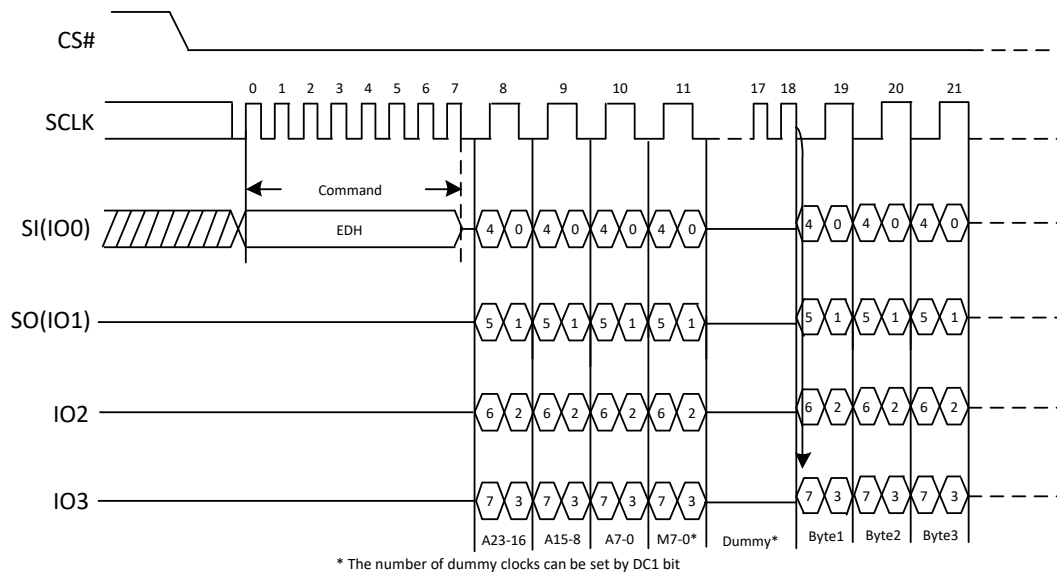 CS#
0 1 2 3 4 5 6 7 8 9 10 11 17 18 19 20 21
SCLK
Command
SI(IO0) EDH 4 0 4 0 4 0 4 0 4 0 4 0 4 0
SO(IO1) 5 1 5 1 5 1 5 1 5 1 5 1 5 1
IO2 6 2 6 2 6 2 6 2 6 2 6 2 6 2
IO3 7 3 7 3 7 3 7 3 7 3 7 3 7 3
A23-16 A15-8 A7-0 M7-0* Dummy* Byte1 Byte2 Byte3
* The number of dummy clocks can be set by DC1 bit